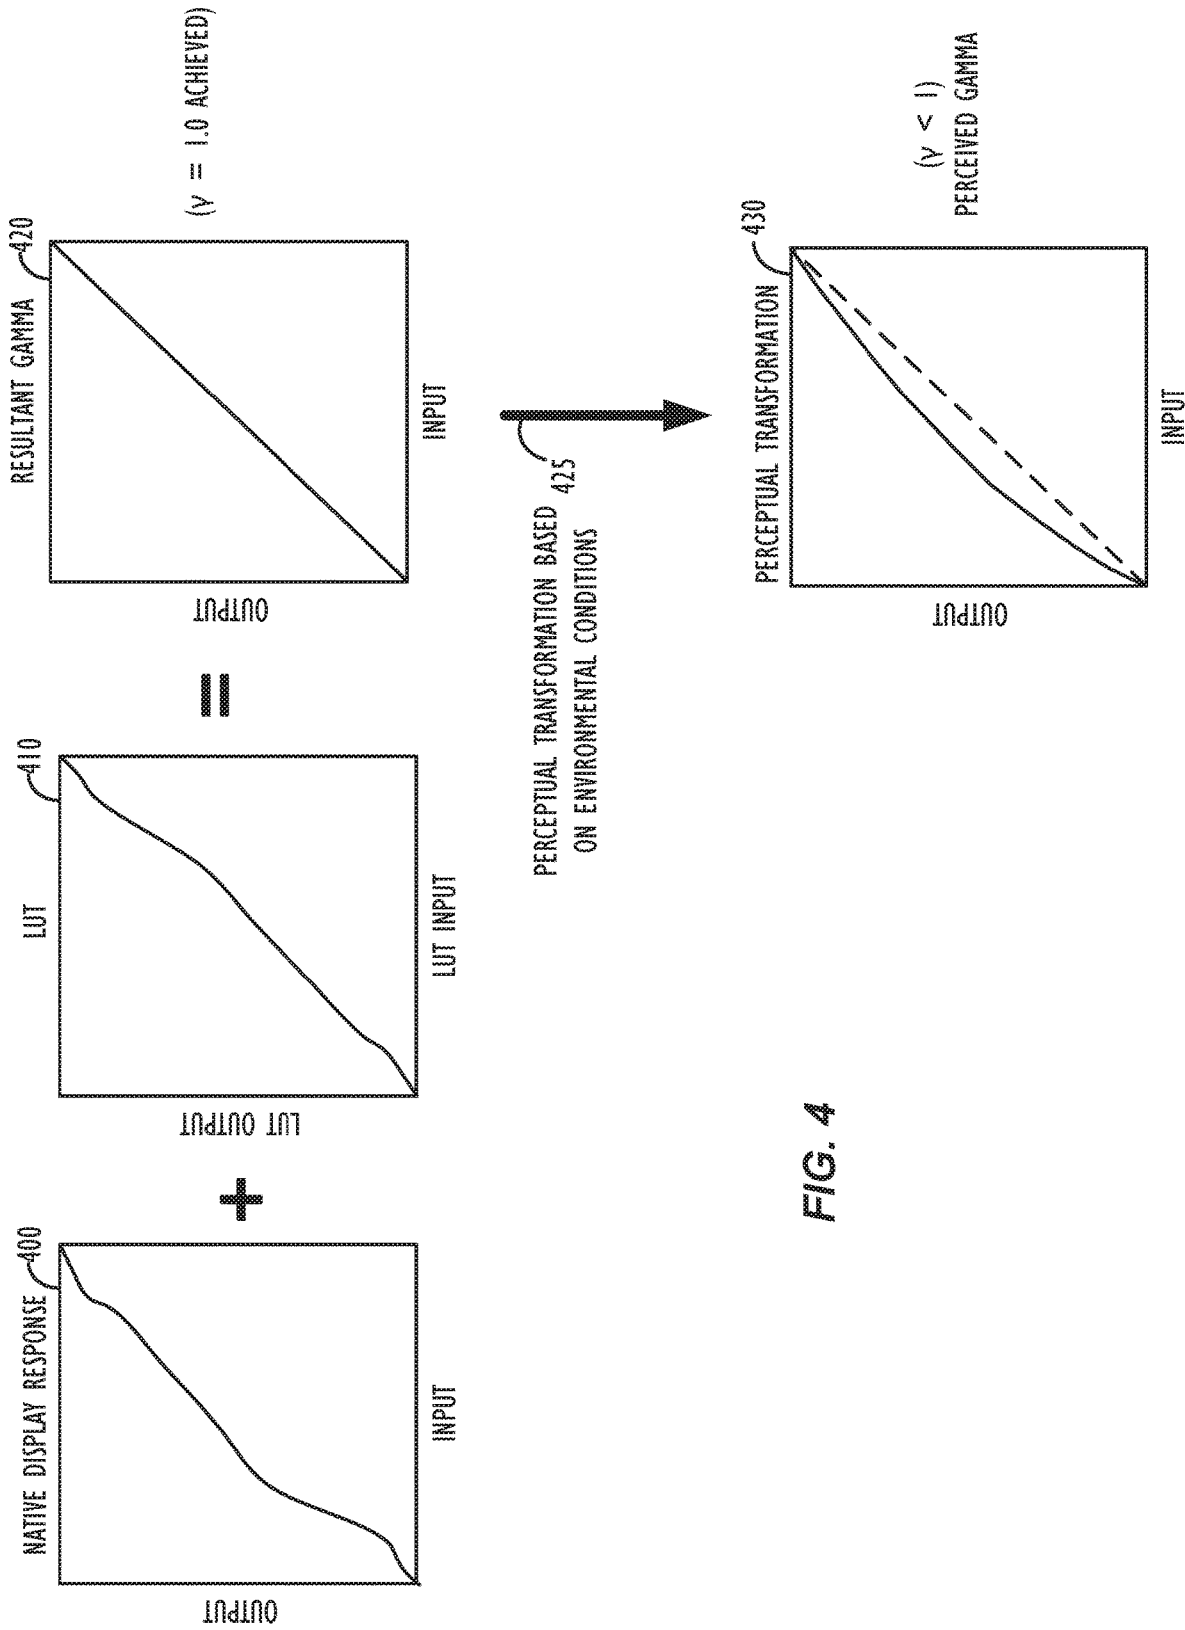 NATIVE DISPLAY RESPONSE
400
OUTPUT
INPUT
+
LUT
410
LUT OUTPUT
LUT INPUT
=
RESULTANT GAMMA
420
OUTPUT
INPUT
(γ = 1.0 ACHIEVED)
PERCEPTUAL TRANSFORMATION BASED
ON ENVIRONMENTAL CONDITIONS
425
PERCEPTUAL TRANSFORMATION
430
OUTPUT
INPUT
(γ < 1)
PERCEIVED GAMMA
FIG. 4